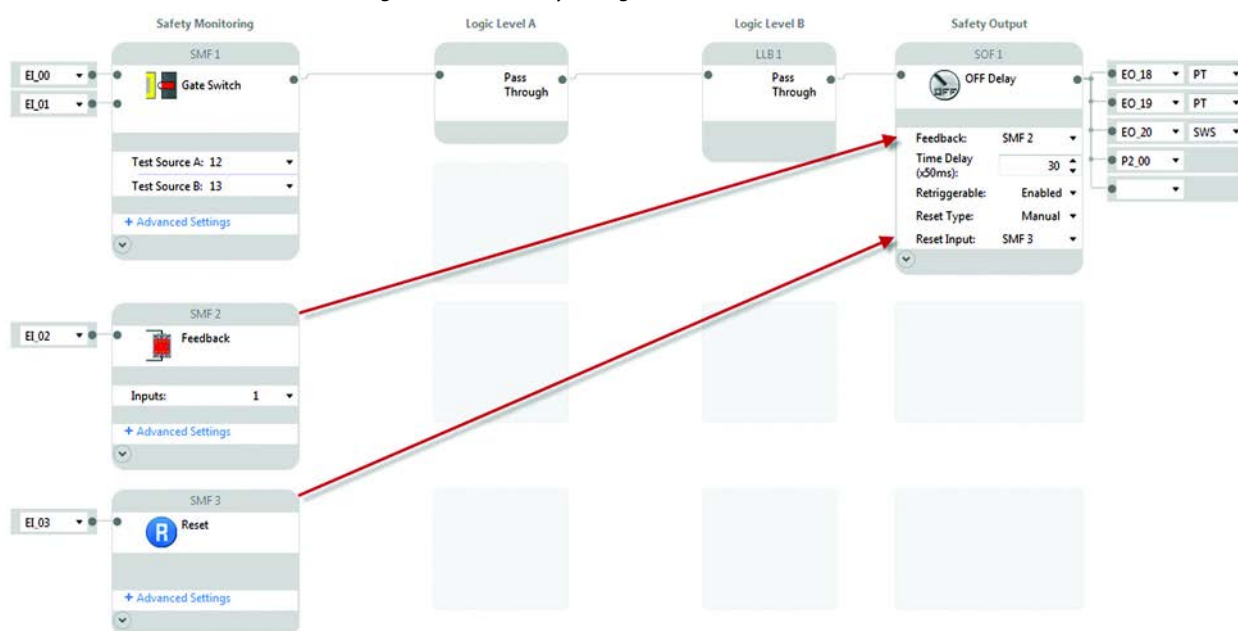 Safety Monitoring
Logic Level A
Logic Level B
Safety Output
SMF 1
EI_00
EI_01
Gate Switch
Test Source A: 12
Test Source B: 13
+ Advanced Settings
Pass
Through
LLB 1
Pass
Through
SOF 1
OFF
OFF Delay
Feedback: SMF 2
Time Delay
(x50ms): 30
Retriggerable: Enabled
Reset Type: Manual
Reset Input: SMF 3
EO_18 PT
EO_19 PT
EO_20 SWS
P2_00
SMF 2
EI_02
Feedback
Inputs: 1
+ Advanced Settings
SMF 3
EI_03
R
Reset
+ Advanced Settings